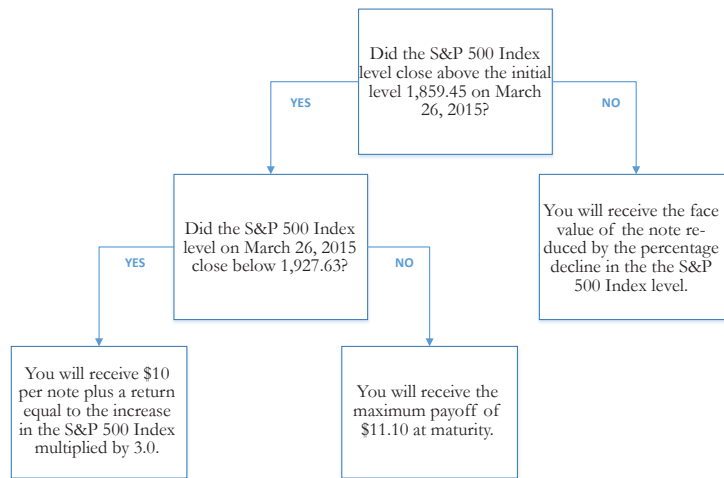 Did the S&P 500 Index
level close above the initial
level 1,859.45 on March
26, 2015?
YES
NO
Did the S&P 500 Index
level on March 26, 2015
close below 1,927.63?
You will receive the face
value of the note re-
duced by the percentage
decline in the the S&P
500 Index level.
YES
NO
You will receive $10
per note plus a return
equal to the increase
in the S&P 500 Index
multiplied by 3.0.
You will receive the
maximum payoff of
$11.10 at maturity.